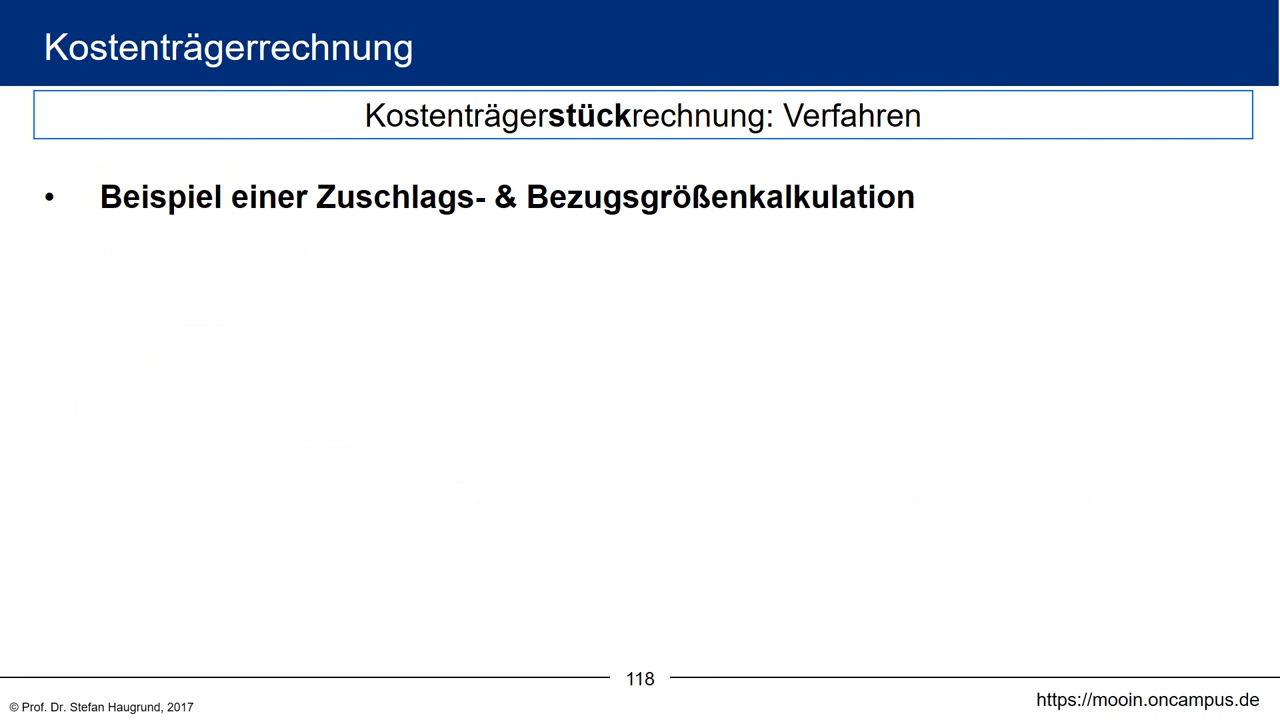 Kostenträgerrechnung
Kostenträgerstückrechnung: Verfahren
• Beispiel einer Zuschlags- & Bezugsgrößenkalkulation
118
© Prof. Dr. Stefan Haugrund, 2017
https://mooin.oncampus.de